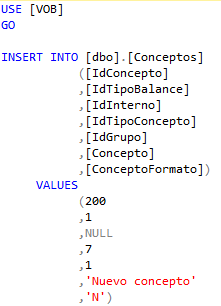 USE [VOB]
GO
INSERT INTO [dbo].[Conceptos]
([IdConcepto]
,[IdTipoBalance]
,[IdInterno]
,[IdTipoConcepto]
,[IdGrupo]
,[Concepto]
,[ConceptoFormato])
VALUES
(200
,1
,NULL
,7
,1
,'Nuevo concepto'
,'N')